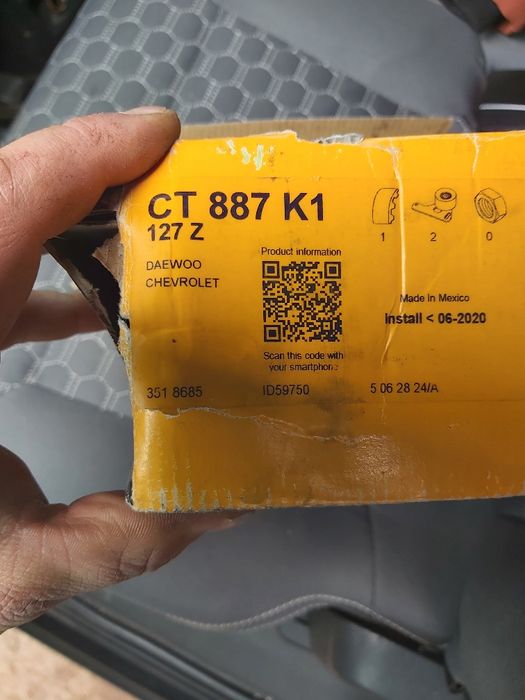 CT 887 K1
127 Z
DAEWOO
CHEVROLET
Product information
Scan this code with
your smartphone
1 2 0
Made In Mexico
Install < 06-2020
351 8685 ID59750 5 06 28 24/A